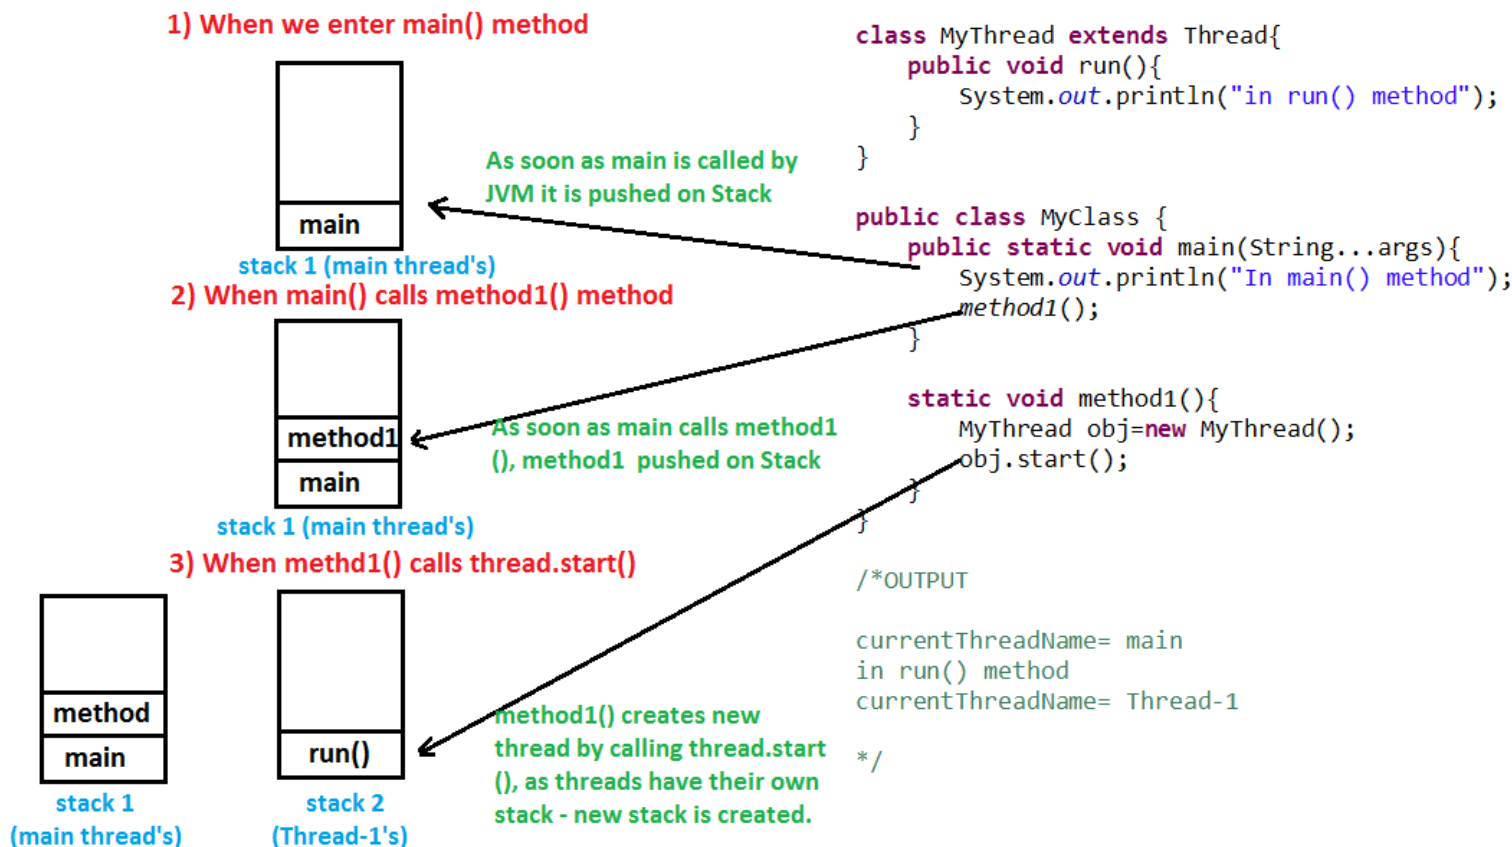 1) When we enter main() method
main
stack 1 (main thread's)
As soon as main is called by
JVM it is pushed on Stack
2) When main() calls method1() method
method1
main
stack 1 (main thread's)
As soon as main calls method1
(), method1  pushed on Stack
3) When methd1() calls thread.start()
method
main
stack 1
(main thread's)
run()
stack 2
(Thread-1's)
method1() creates new
thread by calling thread.start
(), as threads have their own
stack - new stack is created.
class MyThread extends Thread{
    public void run(){
        System.out.println("in run() method");
    }
}
public class MyClass {
    public static void main(String...args){
        System.out.println("In main() method");
        method1();
    }
    static void method1(){
        MyThread obj=new MyThread();
        obj.start();
    }
}
/*OUTPUT
currentThreadName= main
in run() method
currentThreadName= Thread-1
*/